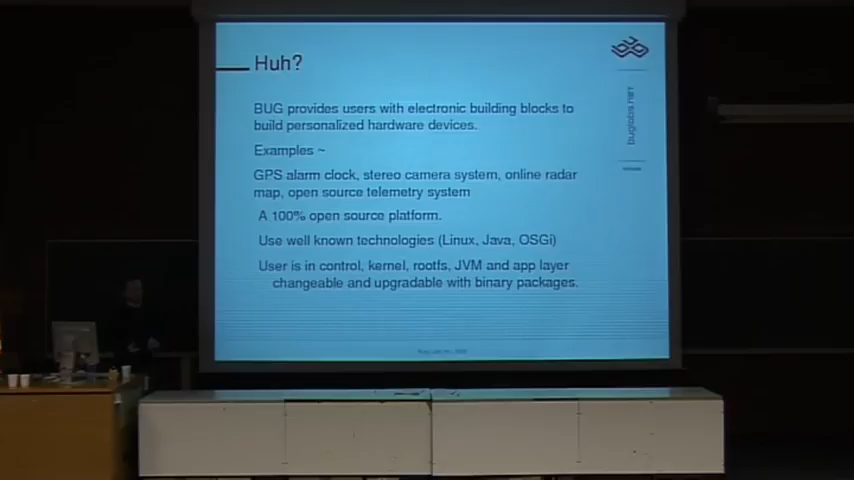 Huh?
BUG provides users with electronic building blocks to
build personalized hardware devices.
Examples ~
GPS alarm clock, stereo camera system, online radar
map, open source telemetry system
A 100% open source platform.
Use well known technologies (Linux, Java, OSGi)
User is in control, kernel, rootfs, JVM and app layer
changeable and upgradable with binary packages.